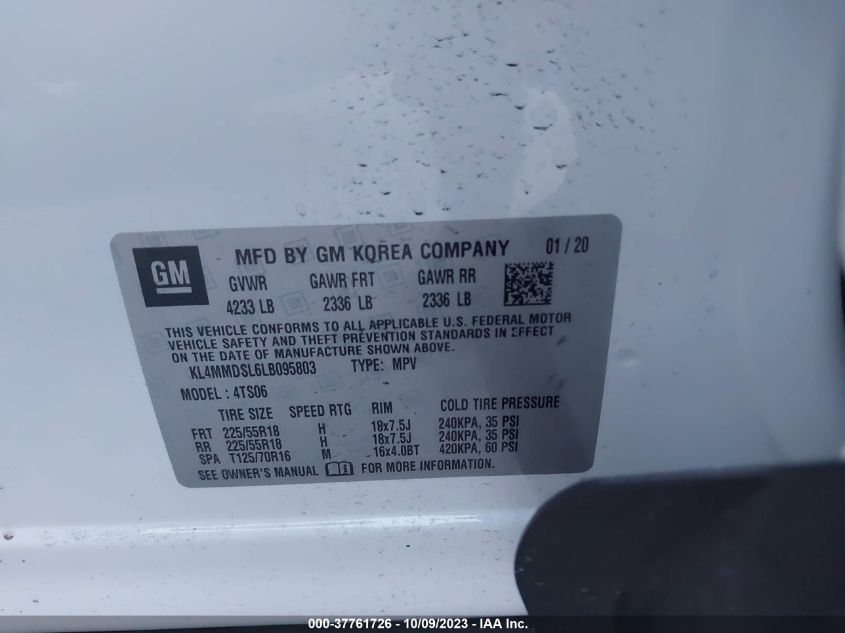 GM
MFD BY GM KOREA COMPANY 01 / 20
GVWR GAWR FRT GAWR RR
4233 LB 2336 LB 2336 LB
THIS VEHICLE CONFORMS TO ALL APPLICABLE U.S. FEDERAL MOTOR
VEHICLE SAFETY AND THEFT PREVENTION STANDARDS IN EFFECT
ON THE DATE OF MANUFACTURE SHOWN ABOVE.
KL4MMDSL6LB095803 TYPE: MPV
MODEL : 4TS06
TIRE SIZE SPEED RTG RIM COLD TIRE PRESSURE
FRT 225/55R18 H 18x7.5J 240KPA, 35 PSI
RR 225/55R18 H 18x7.5J 240KPA, 35 PSI
SPA T125/70R16 M 16x4.0BT 420KPA, 60 PSI
SEE OWNER'S MANUAL FOR MORE INFORMATION.
000-37761726 - 10/09/2023 - IAA Inc.